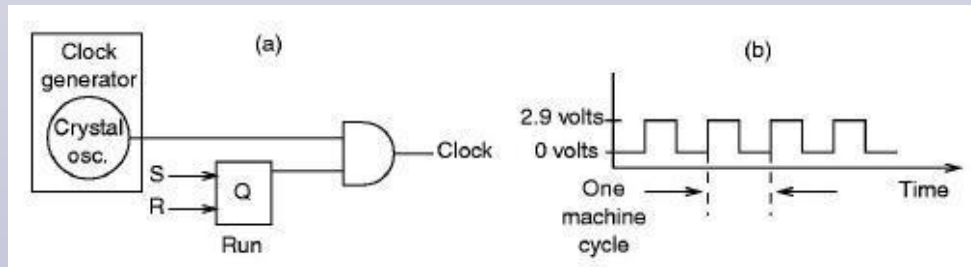 (a)
Clock
generator
Crystal
osc.
S
R
Q
Run
Clock
(b)
2.9 volts
0 volts
One
machine
cycle
Time